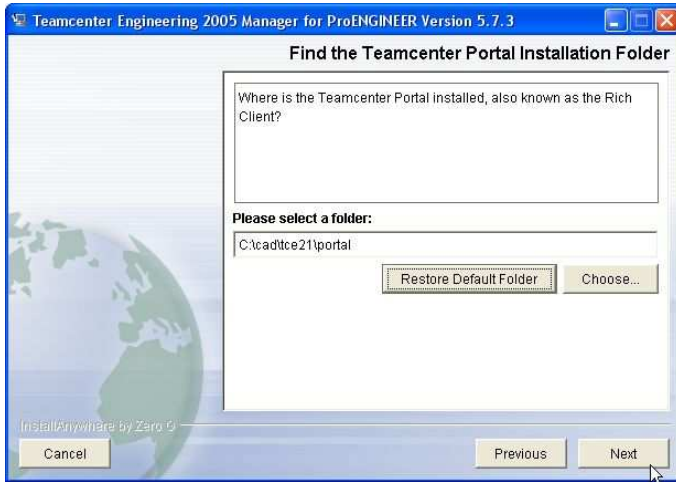 Teamcenter Engineering 2005 Manager for ProENGINEER Version 5.7.3
Find the Teamcenter Portal Installation Folder
Where is the Teamcenter Portal installed, also known as the Rich
Client?
Please select a folder:
C:\cad\tce21\portal
Restore Default Folder
Choose...
InstallAnywhere by Zero G
Cancel
Previous
Next